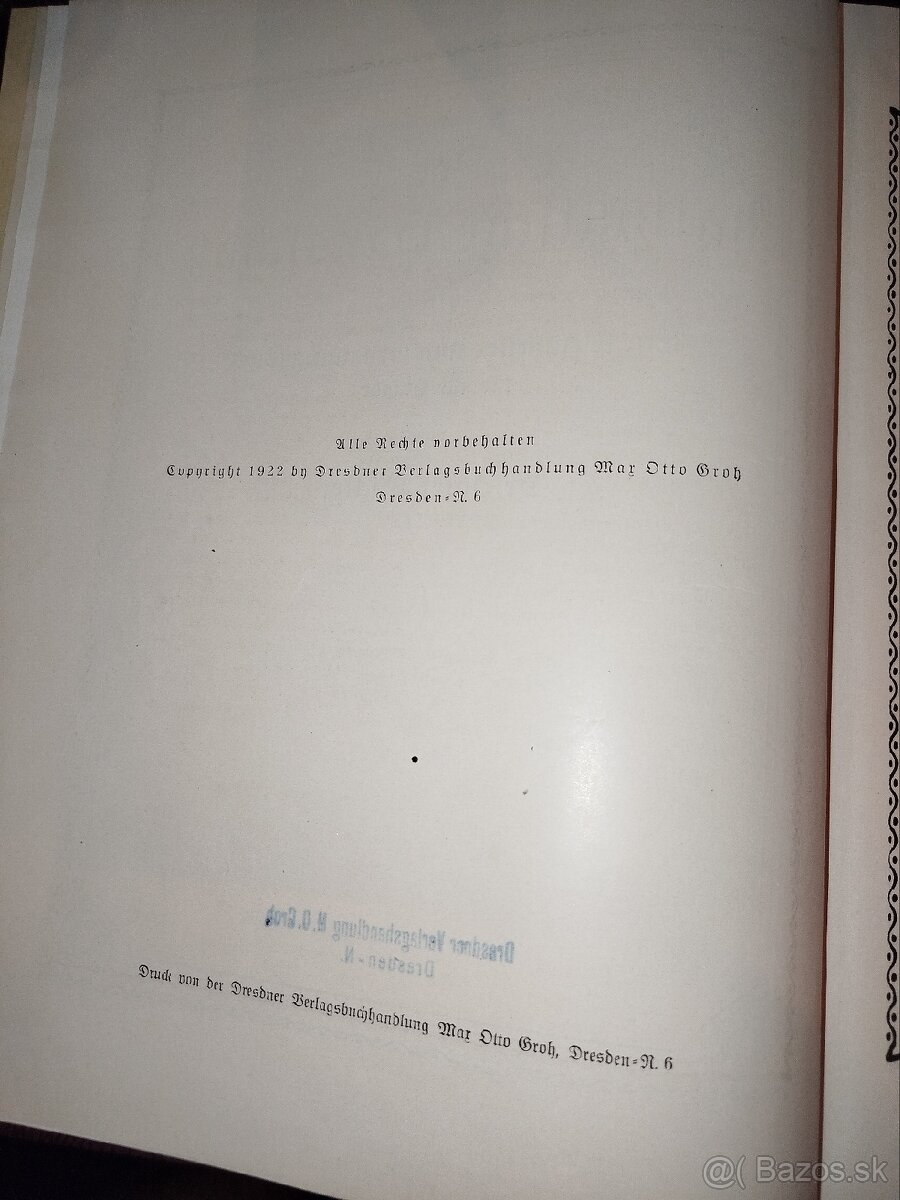 Alle Rechte vorbehalten
Copyright 1922 by Dresdner Verlagsbuchhandlung Max Otto Groh
Dresden-N. 6
Dresdner Verlagshandlung M.O.Groh
Dresden-N.
Druck von der Dresdner Verlagsbuchhandlung Max Otto Groh, Dresden-N. 6
@( Bazos.sk